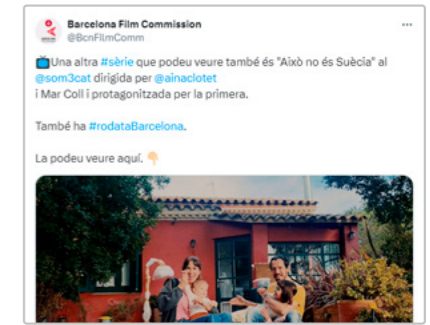 Barcelona Film Commission
@BcnFilmComm
Una altra #sèrie que podeu veure també és "Això no és Suècia" al
@som3cat dirigida per @ainaclotet
i Mar Coll i protagonitzada per la primera.
També ha #rodataBarcelona.
La podeu veure aquí.